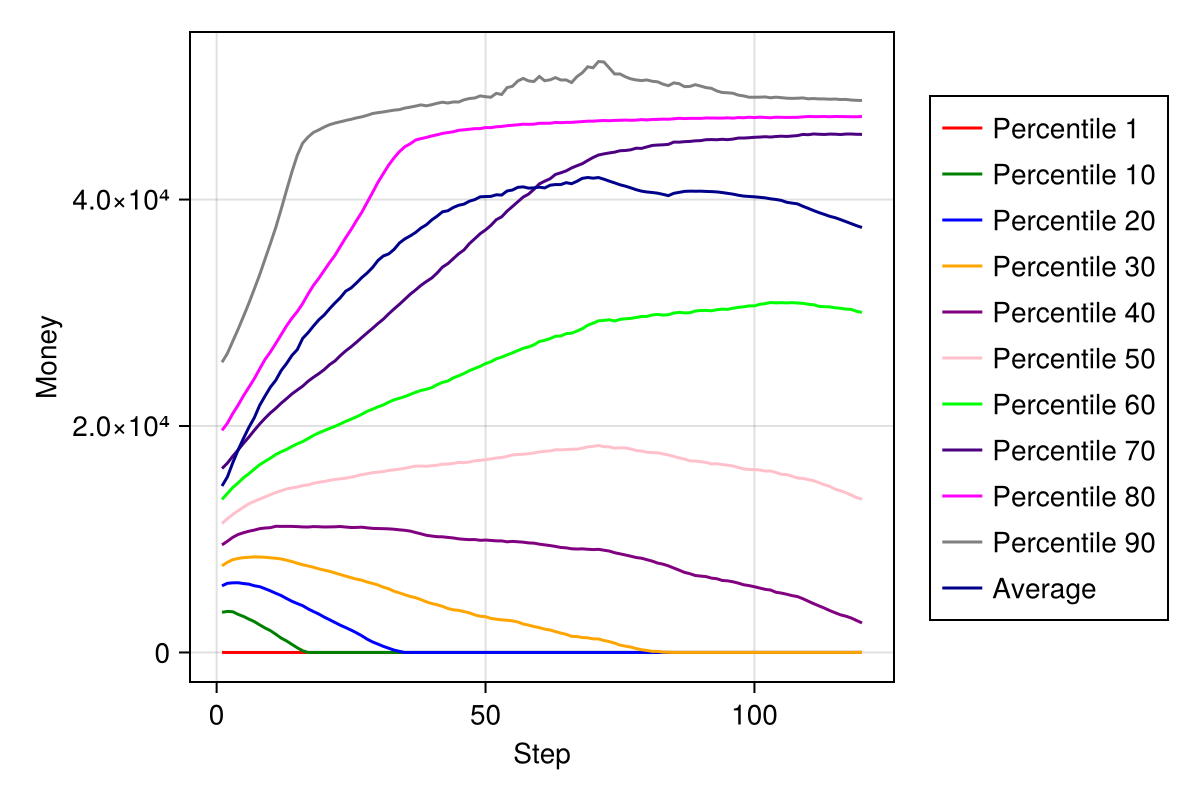 Money
4.0×10⁴
2.0×10⁴
0
0
50
100
Step
Percentile 1
Percentile 10
Percentile 20
Percentile 30
Percentile 40
Percentile 50
Percentile 60
Percentile 70
Percentile 80
Percentile 90
Average